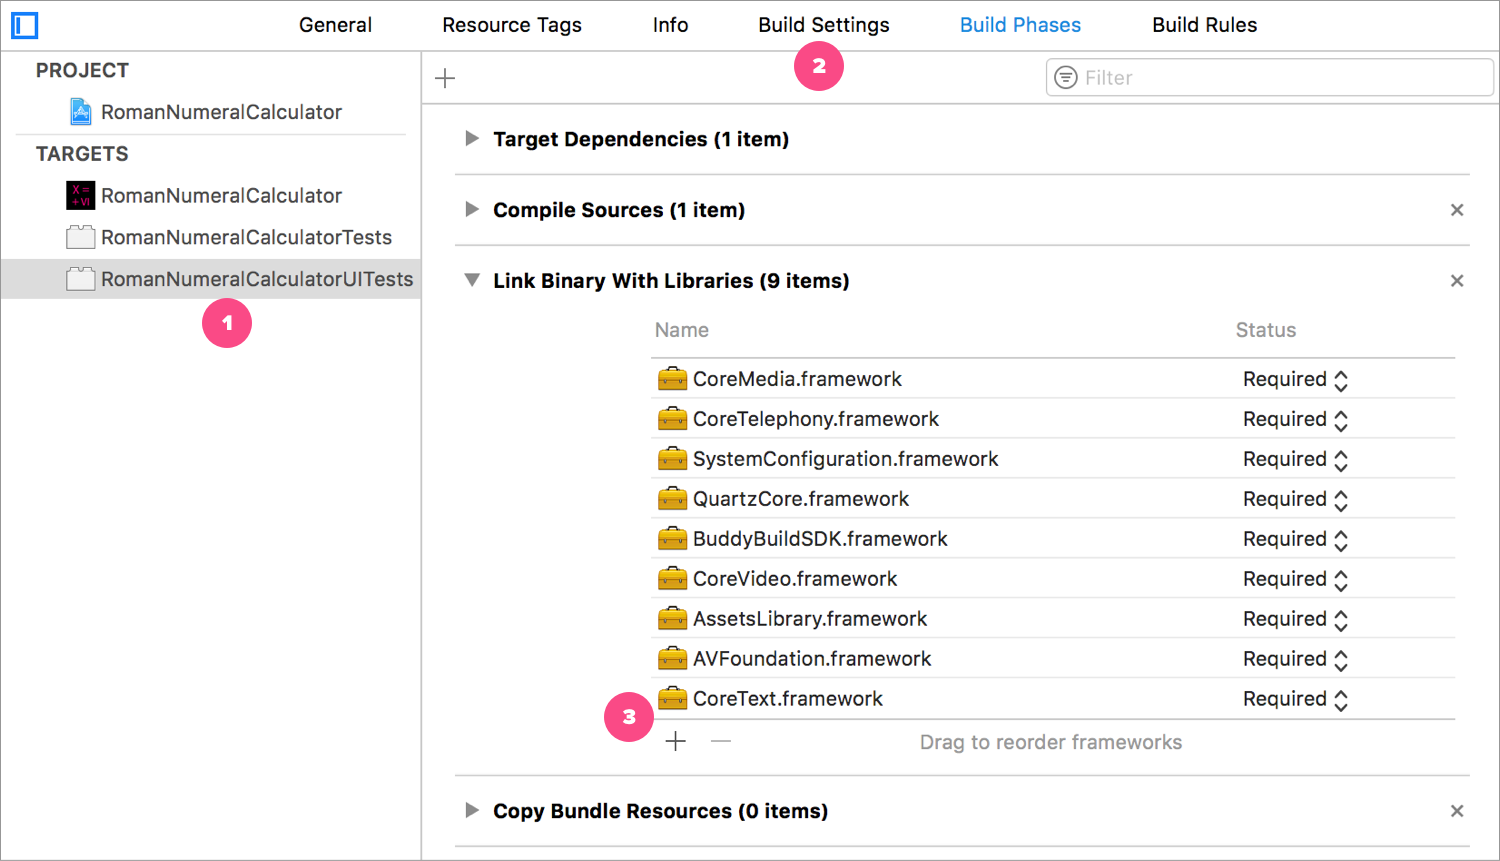 General Resource Tags Info Build Settings Build Phases Build Rules
2
Filter
PROJECT
RomanNumeralCalculator
TARGETS
X =
+VI
RomanNumeralCalculator
RomanNumeralCalculatorTests
RomanNumeralCalculatorUITests
1
Target Dependencies (1 item)
Compile Sources (1 item)
Link Binary With Libraries (9 items)
Name Status
CoreMedia.framework Required
CoreTelephony.framework Required
SystemConfiguration.framework Required
QuartzCore.framework Required
BuddyBuildSDK.framework Required
CoreVideo.framework Required
AssetsLibrary.framework Required
AVFoundation.framework Required
CoreText.framework Required
3
Drag to reorder frameworks
Copy Bundle Resources (0 items)